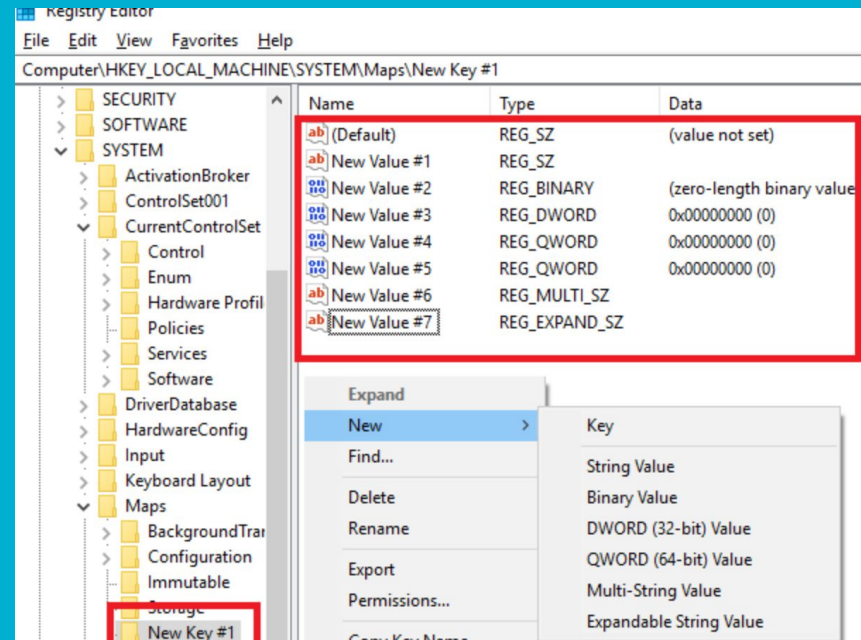 Registry Editor
File Edit View Favorites Help
Computer\HKEY_LOCAL_MACHINE\SYSTEM\Maps\New Key #1
SECURITY
SOFTWARE
SYSTEM
ActivationBroker
ControlSet001
CurrentControlSet
Control
Enum
Hardware Profil
Policies
Services
Software
DriverDatabase
HardwareConfig
Input
Keyboard Layout
Maps
BackgroundTran
Configuration
Immutable
Storage
New Key #1
Name Type Data
(Default) REG_SZ (value not set)
New Value #1 REG_SZ
New Value #2 REG_BINARY (zero-length binary value
New Value #3 REG_DWORD 0x00000000 (0)
New Value #4 REG_QWORD 0x00000000 (0)
New Value #5 REG_QWORD 0x00000000 (0)
New Value #6 REG_MULTI_SZ
New Value #7 REG_EXPAND_SZ
Expand
New
Find...
Delete
Rename
Export
Permissions...
Copy Key Name
Key
String Value
Binary Value
DWORD (32-bit) Value
QWORD (64-bit) Value
Multi-String Value
Expandable String Value